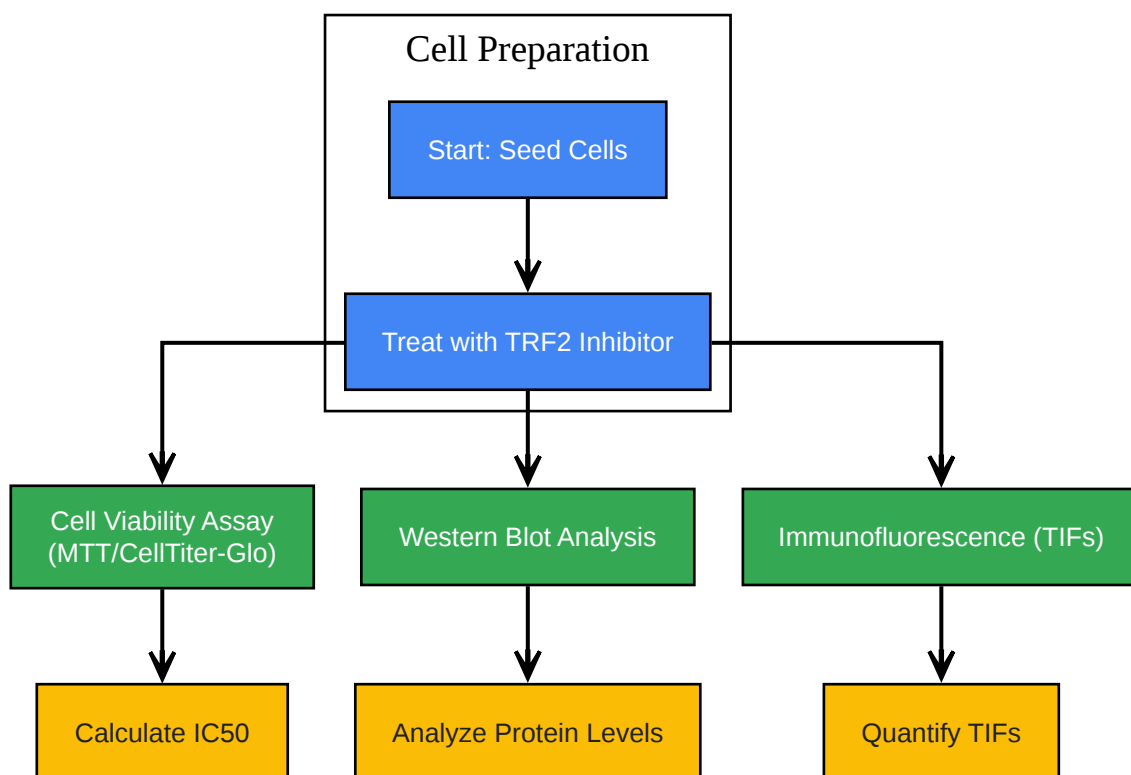 Cell Preparation
Start: Seed Cells
Treat with TRF2 Inhibitor
Cell Viability Assay
(MTT/CellTiter-Glo)
Western Blot Analysis
Immunofluorescence (TIFs)
Calculate IC50
Analyze Protein Levels
Quantify TIFs